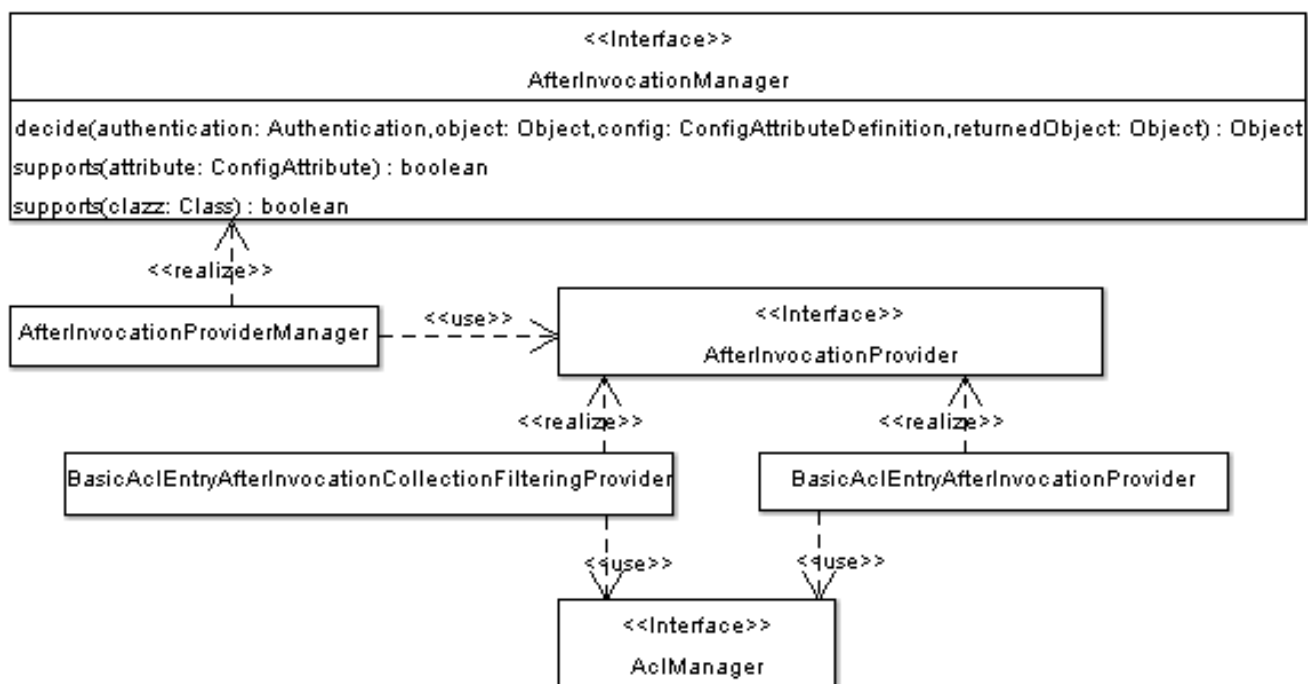 <<Interface>>
AfterInvocationManager
decide(authentication: Authentication,object: Object,config: ConfigAttributeDefinition,returnedObject: Object) : Object
supports(attribute: ConfigAttribute) : boolean
supports(clazz: Class) : boolean
<<realize>>
AfterInvocationProviderManager
<<use>>
<<Interface>>
AfterInvocationProvider
<<realize>>
<<realize>>
BasicAclEntryAfterInvocationCollectionFilteringProvider
BasicAclEntryAfterInvocationProvider
<<use>>
<<use>>
<<Interface>>
AclManager